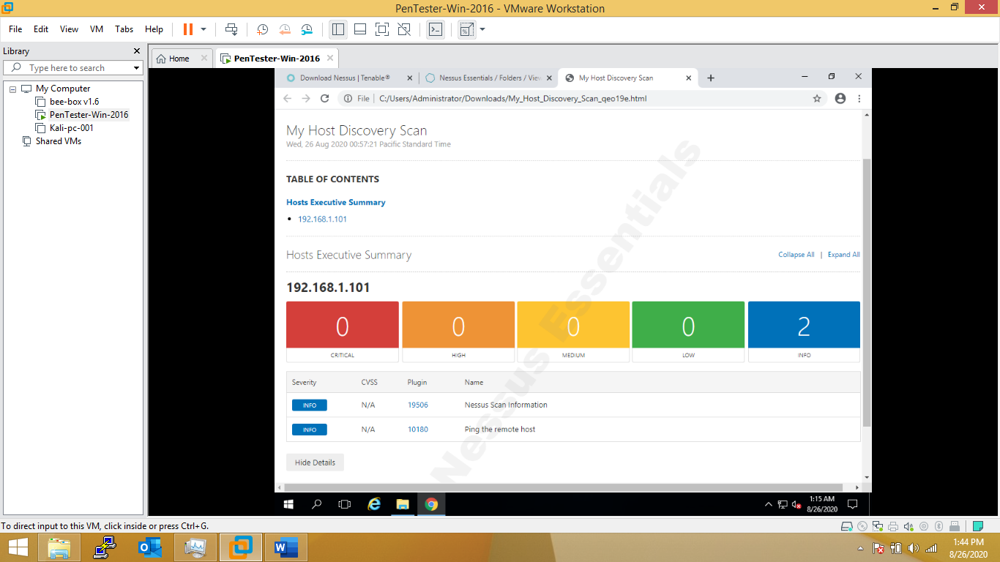 PenTester-Win-2016 - VMware Workstation
File Edit View VM Tabs Help
Library
Type here to search
My Computer
bee-box v1.6
PenTester-Win-2016
Kali-pc-001
Shared VMs
Home
PenTester-Win-2016
Download Nessus | Tenable®
Nessus Essentials / Folders / View
My Host Discovery Scan
File | C:/Users/Administrator/Downloads/My_Host_Discovery_Scan_qeo19e.html
My Host Discovery Scan
Wed, 26 Aug 2020 00:57:21 Pacific Standard Time
TABLE OF CONTENTS
Hosts Executive Summary
• 192.168.1.101
Hosts Executive Summary
Collapse All | Expand All
192.168.1.101
0 0 0 0 2
CRITICAL HIGH MEDIUM LOW INFO
Severity CVSS Plugin Name
INFO N/A 19506 Nessus Scan Information
INFO N/A 10180 Ping the remote host
Hide Details
Nessus Essentials
1:15 AM
8/26/2020
To direct input to this VM, click inside or press Ctrl+G.
1:44 PM
8/26/2020